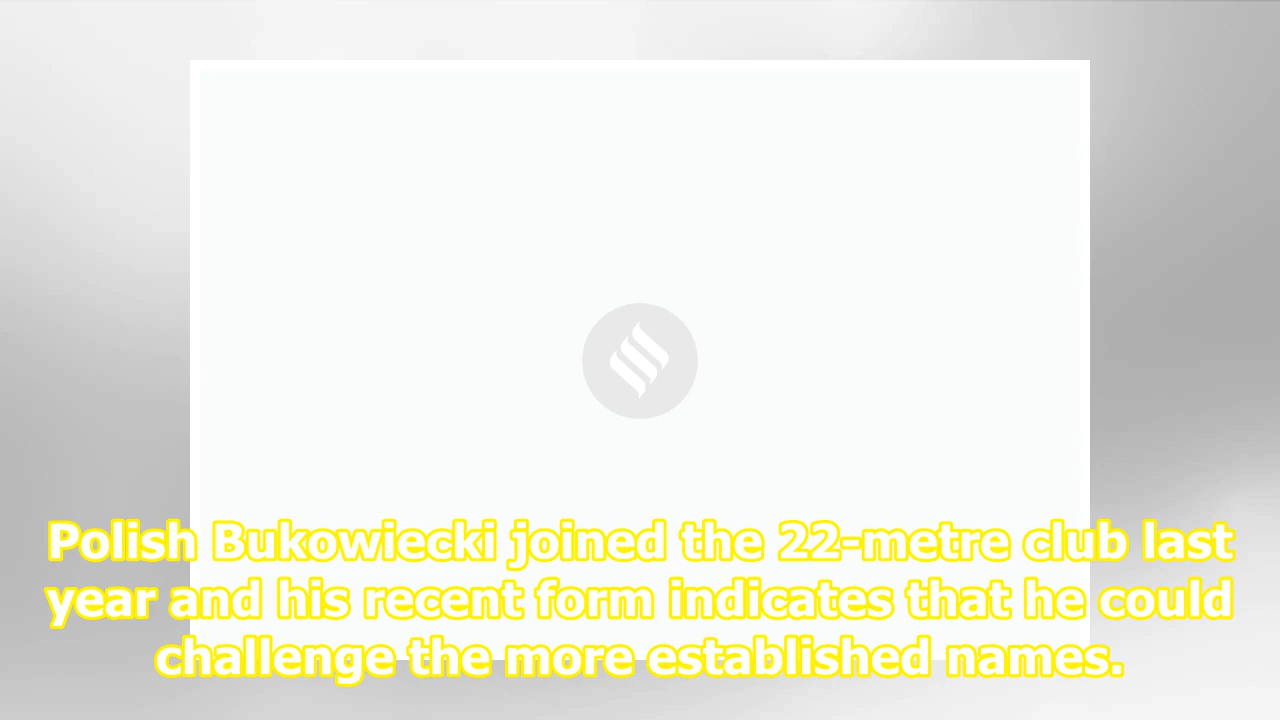 Polish Bukowiecki joined the 22-metre club last
year and his recent form indicates that he could
challenge the more established names.